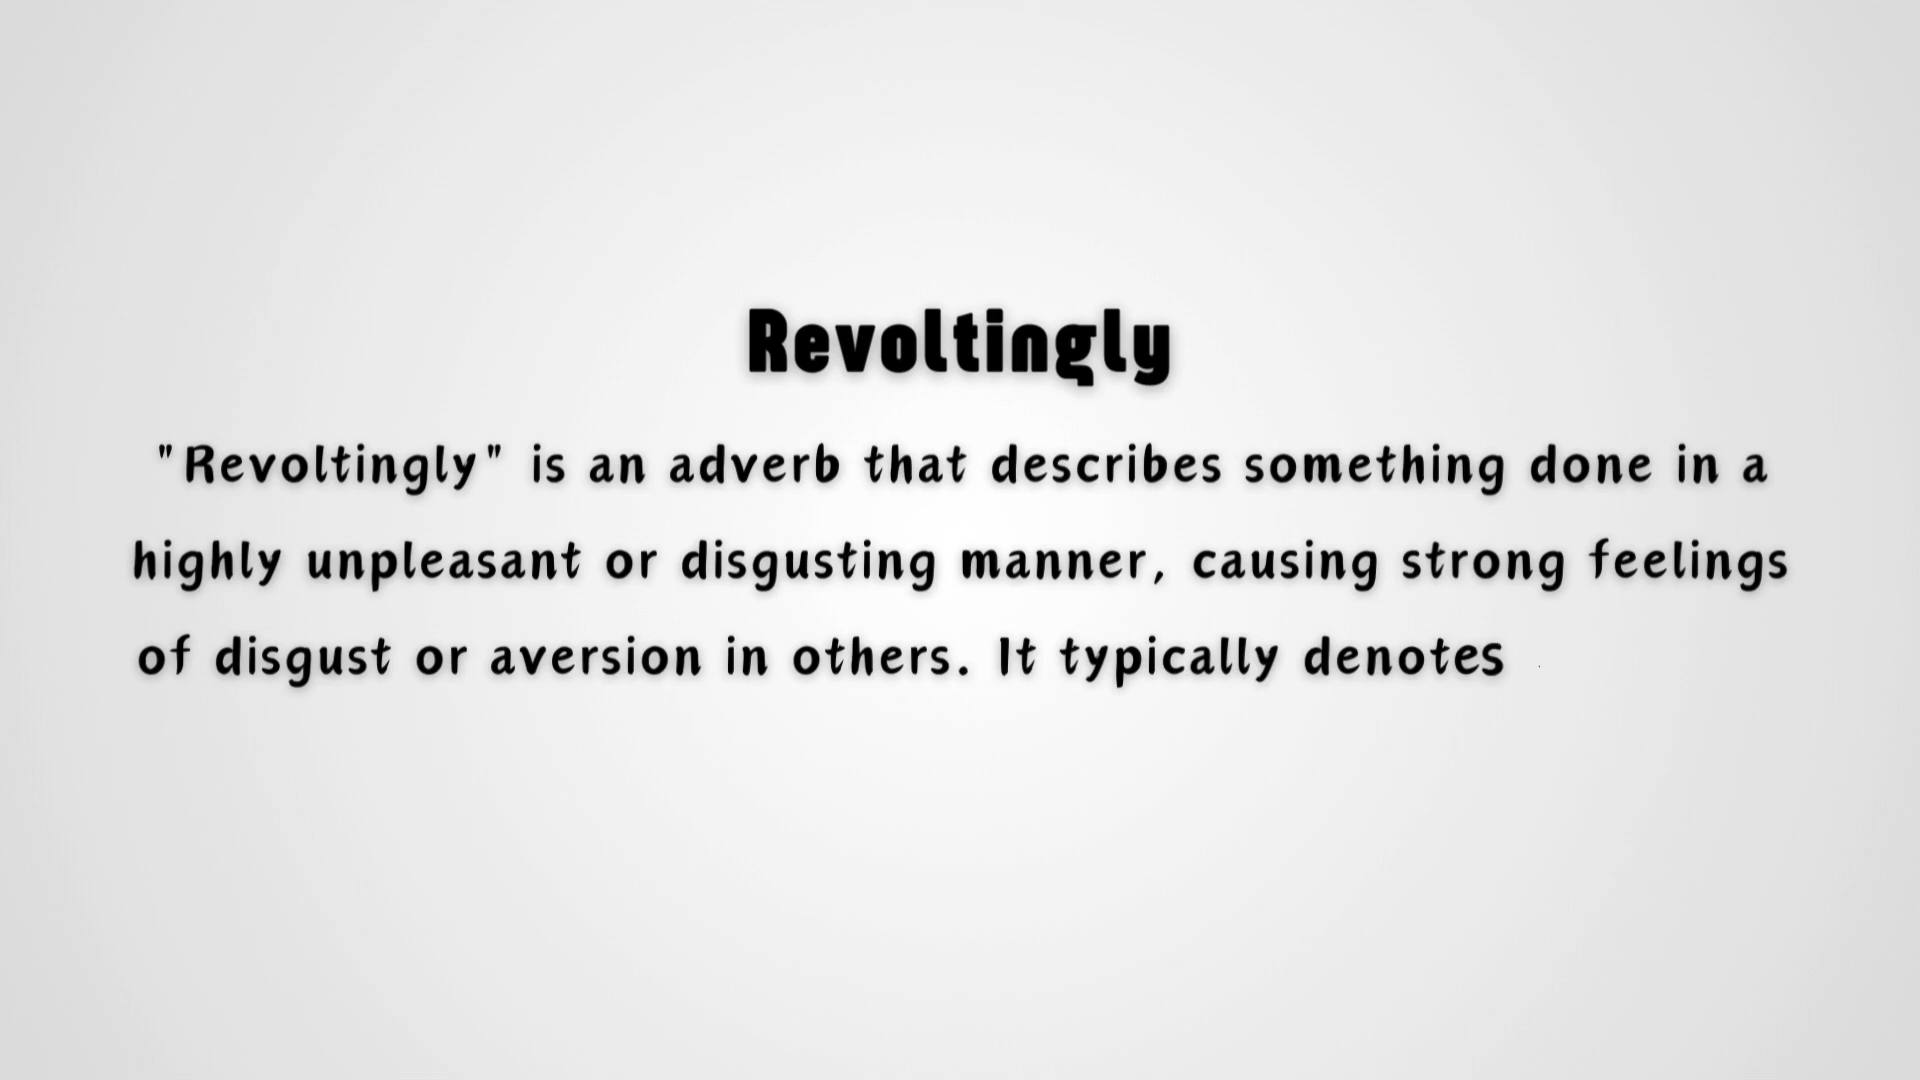 Revoltingly
"Revoltingly" is an adverb that describes something done in a
highly unpleasant or disgusting manner, causing strong feelings
of disgust or aversion in others. It typically denotes